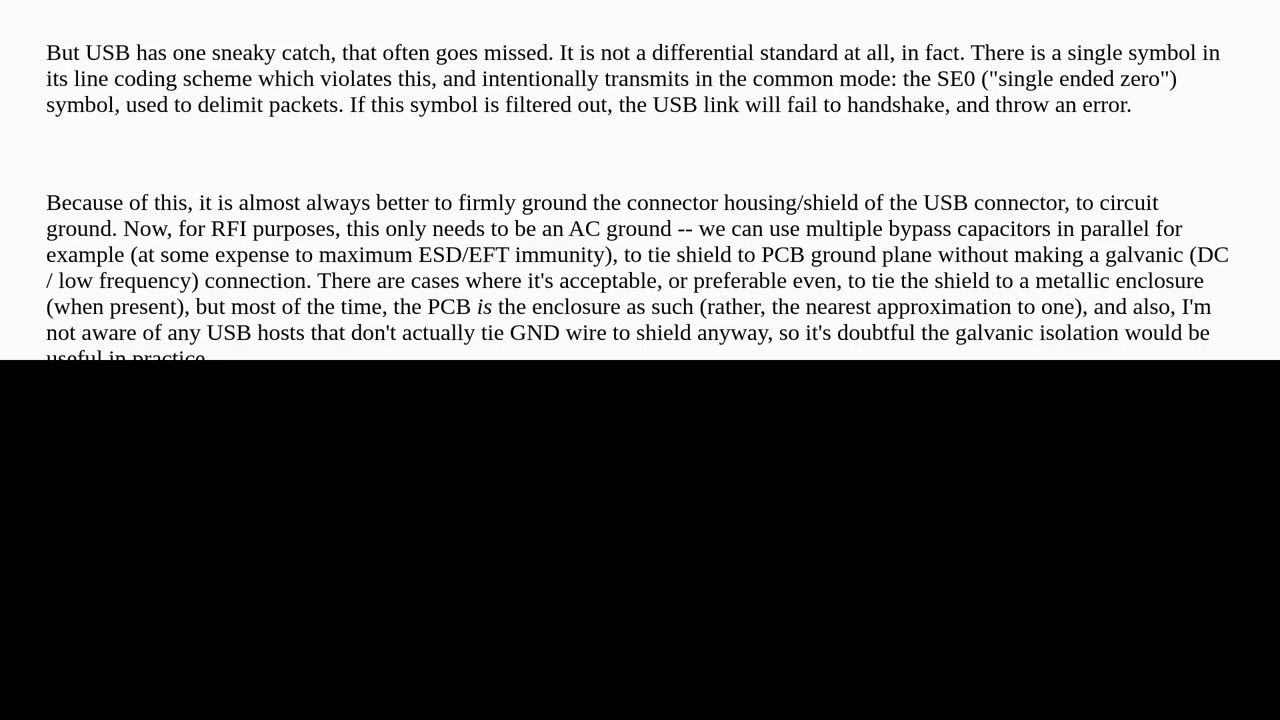 But USB has one sneaky catch, that often goes missed. It is not a differential standard at all, in fact. There is a single symbol in
its line coding scheme which violates this, and intentionally transmits in the common mode: the SE0 ("single ended zero")
symbol, used to delimit packets. If this symbol is filtered out, the USB link will fail to handshake, and throw an error.
Because of this, it is almost always better to firmly ground the connector housing/shield of the USB connector, to circuit
ground. Now, for RFI purposes, this only needs to be an AC ground -- we can use multiple bypass capacitors in parallel for
example (at some expense to maximum ESD/EFT immunity), to tie shield to PCB ground plane without making a galvanic (DC
/ low frequency) connection. There are cases where it's acceptable, or preferable even, to tie the shield to a metallic enclosure
(when present), but most of the time, the PCB is the enclosure as such (rather, the nearest approximation to one), and also, I'm
not aware of any USB hosts that don't actually tie GND wire to shield anyway, so it's doubtful the galvanic isolation would be
useful in practice